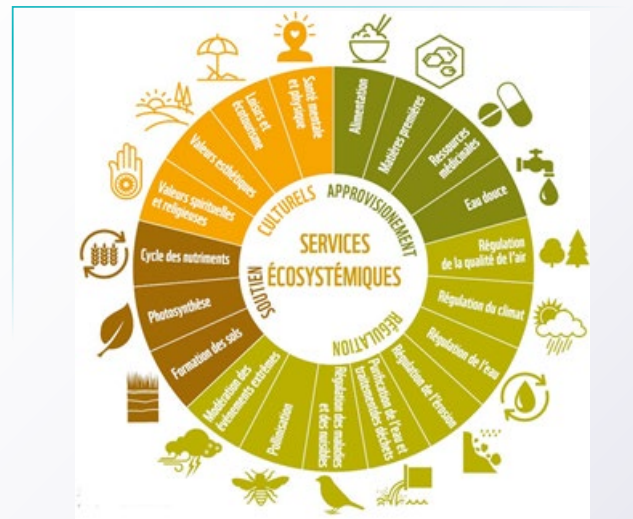 SERVICES
ÉCOSYSTÉMIQUES
CULTURELS
APPROVISIONEMENT
RÉGULATION
SOUTIEN
Alimentation
Matières premières
Ressources
médicinales
Eau douce
Régulation
de la qualité de l'air
Régulation du climat
Régulation de l'eau
Régulation de l'érosion
Purification de l'eau et
traitement des déchets
Régulation des maladies
et des nuisibles
Pollinisation
Modération des
événements extrêmes
Formation des sols
Photosynthèse
Cycle des nutriments
Valeurs spirituelles
et religieuses
Valeurs esthétiques
Loisirs et
écotourisme
Santé mentale
et physique